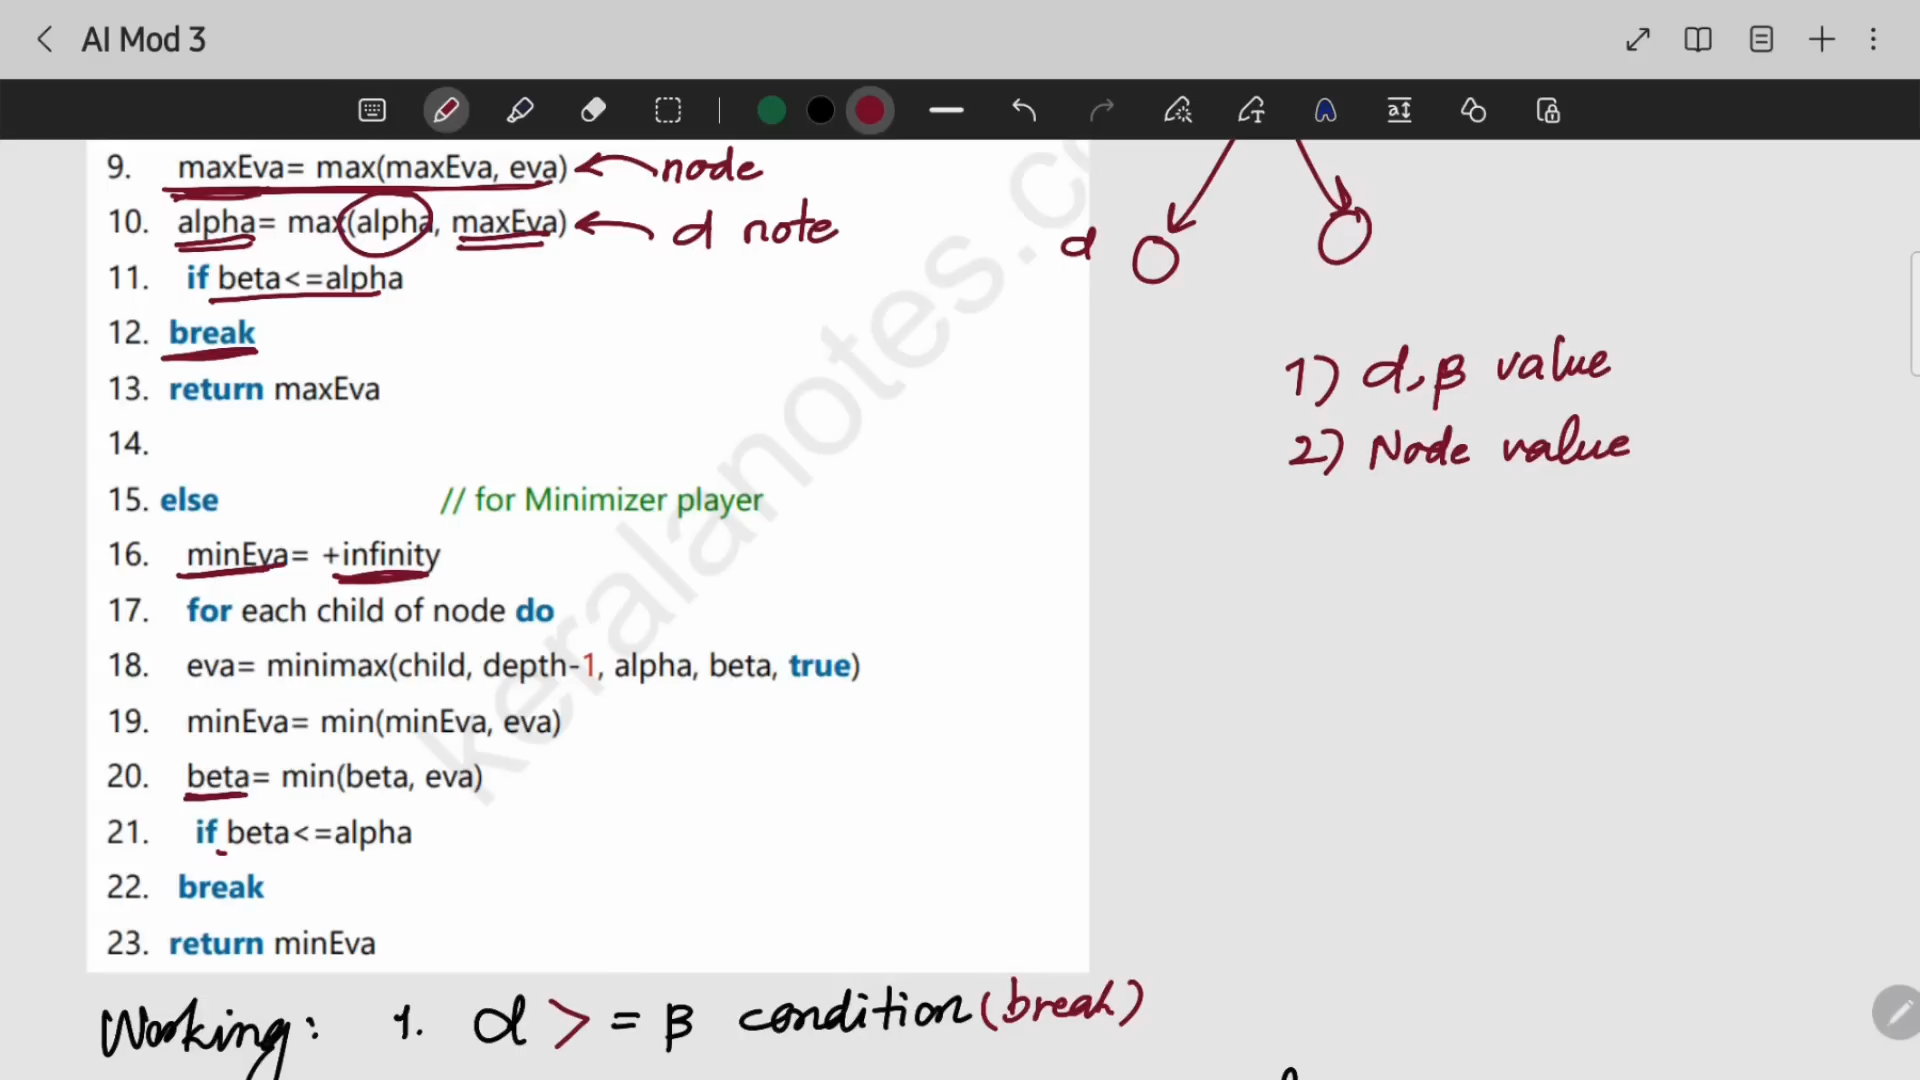 AI Mod 3
9. maxEva= max(maxEva, eva) node
10. alpha= max(alpha, maxEva) d note
d
11. if beta<=alpha
12. break
13. return maxEva
1) α, β value
2) Node value
14.
15. else // for Minimizer player
16. minEva= +infinity
17. for each child of node do
18. eva= minimax(child, depth-1, alpha, beta, true)
19. minEva= min(minEva, eva)
20. beta= min(beta, eva)
21. if beta<=alpha
22. break
23. return minEva
keralanotes.c
Working: 1. α >= β condition (break)